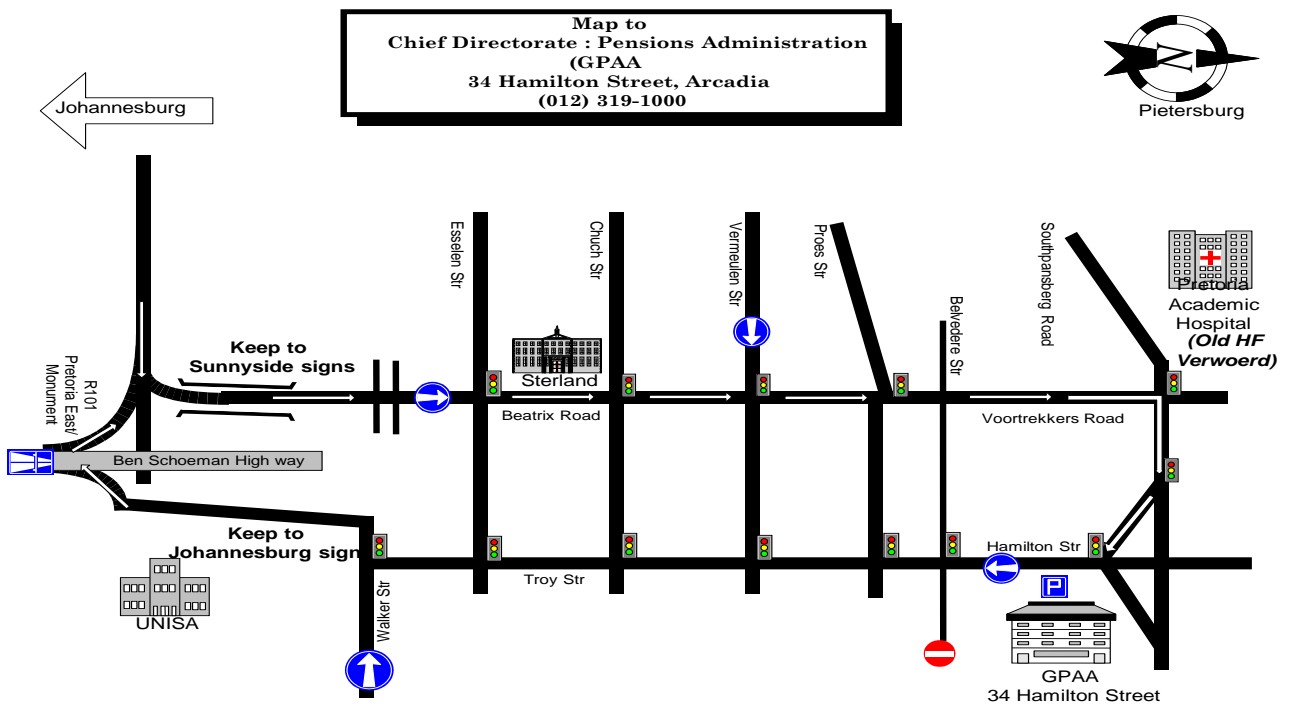 Map to
Chief Directorate : Pensions Administration
(GPAA
34 Hamilton Street, Arcadia
(012) 319-1000
N
Pietersburg
Johannesburg
Esselen Str
Chuch Str
Vermeulen Str
Proes Str
Belvedere Str
Southpansberg Road
Pretoria
Academic
Hospital
(Old HF
Verwoerd)
Keep to
Sunnyside signs
Sterland
R101
Pretoria East/
Monument
Beatrix Road
Voortrekkers Road
Ben Schoeman High way
Keep to
Johannesburg sign
Hamilton Str
Troy Str
P
UNISA
Walker Str
GPAA
34 Hamilton Street